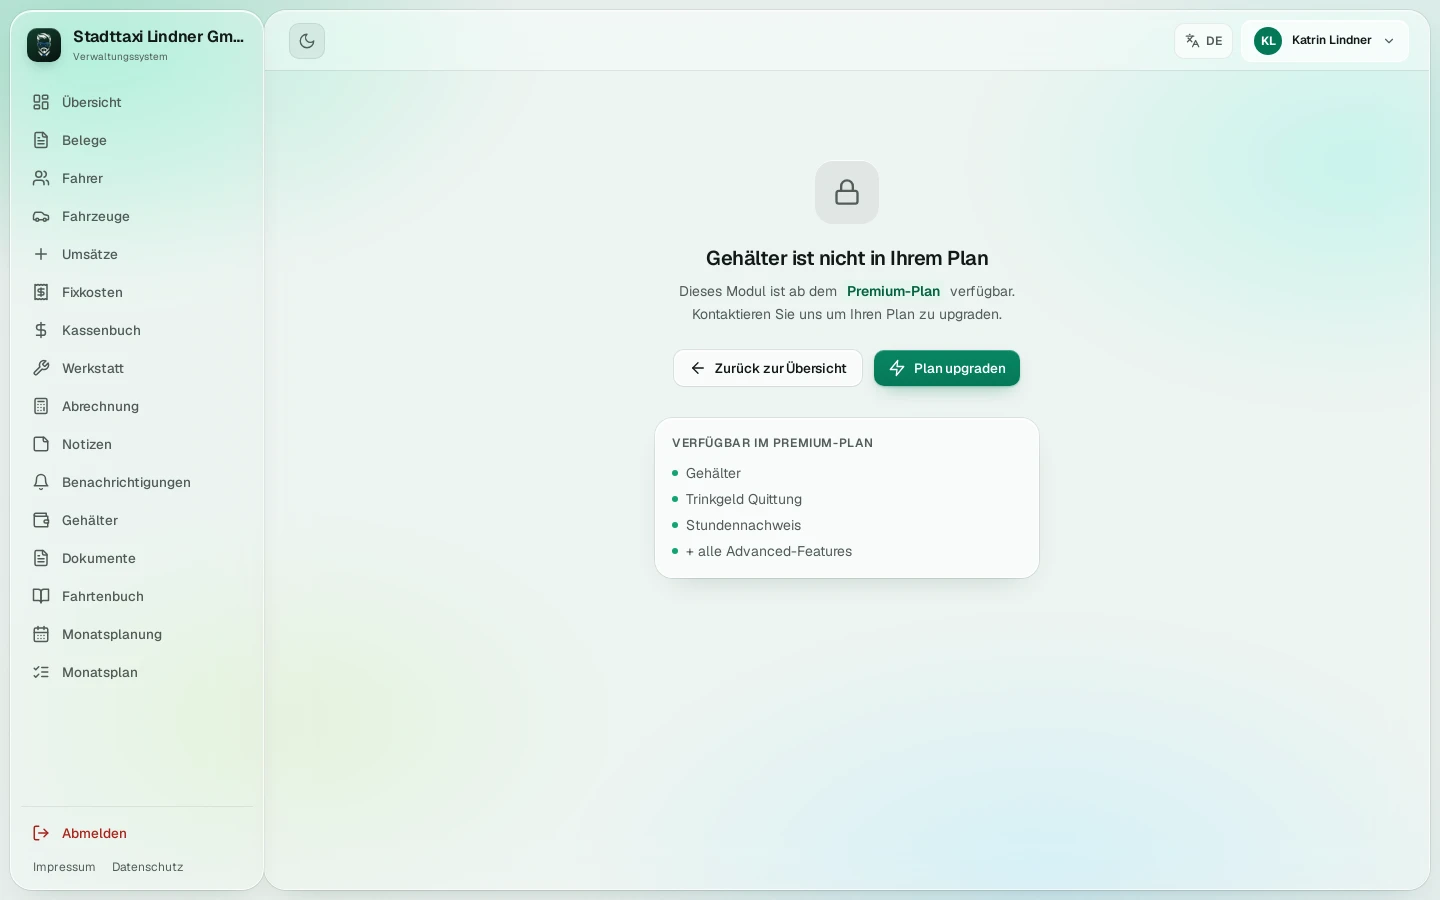 Stadttaxi Lindner Gm...
Verwaltungssystem
Übersicht
Belege
Fahrer
Fahrzeuge
Umsätze
Fixkosten
Kassenbuch
Werkstatt
Abrechnung
Notizen
Benachrichtigungen
Gehälter
Dokumente
Fahrtenbuch
Monatsplanung
Monatsplan
Abmelden
Impressum Datenschutz
DE
KL Katrin Lindner
Gehälter ist nicht in Ihrem Plan
Dieses Modul ist ab dem Premium-Plan verfügbar.
Kontaktieren Sie uns um Ihren Plan zu upgraden.
Zurück zur Übersicht
Plan upgraden
VERFÜGBAR IM PREMIUM-PLAN
Gehälter
Trinkgeld Quittung
Stundennachweis
+ alle Advanced-Features